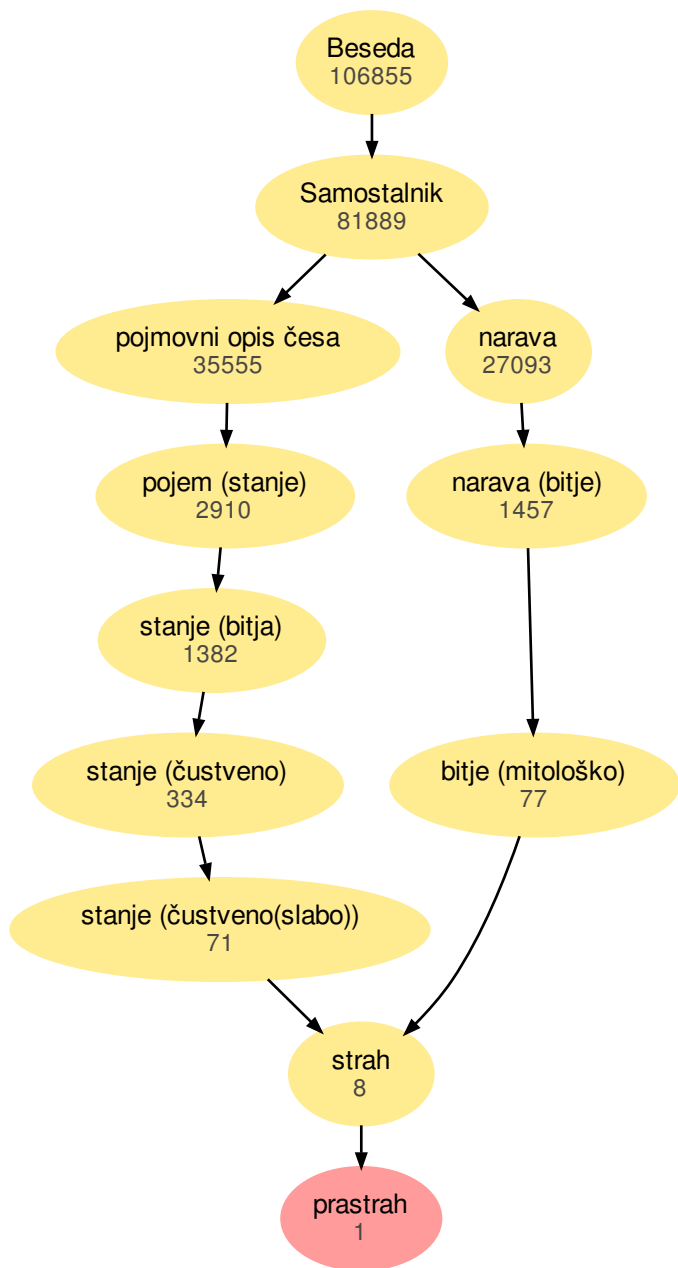 Beseda
106855
Samostalnik
81889
pojmovni opis česa
35555
narava
27093
pojem (stanje)
2910
narava (bitje)
1457
stanje (bitja)
1382
stanje (čustveno)
334
bitje (mitološko)
77
stanje (čustveno(slabo))
71
strah
8
prastrah
1